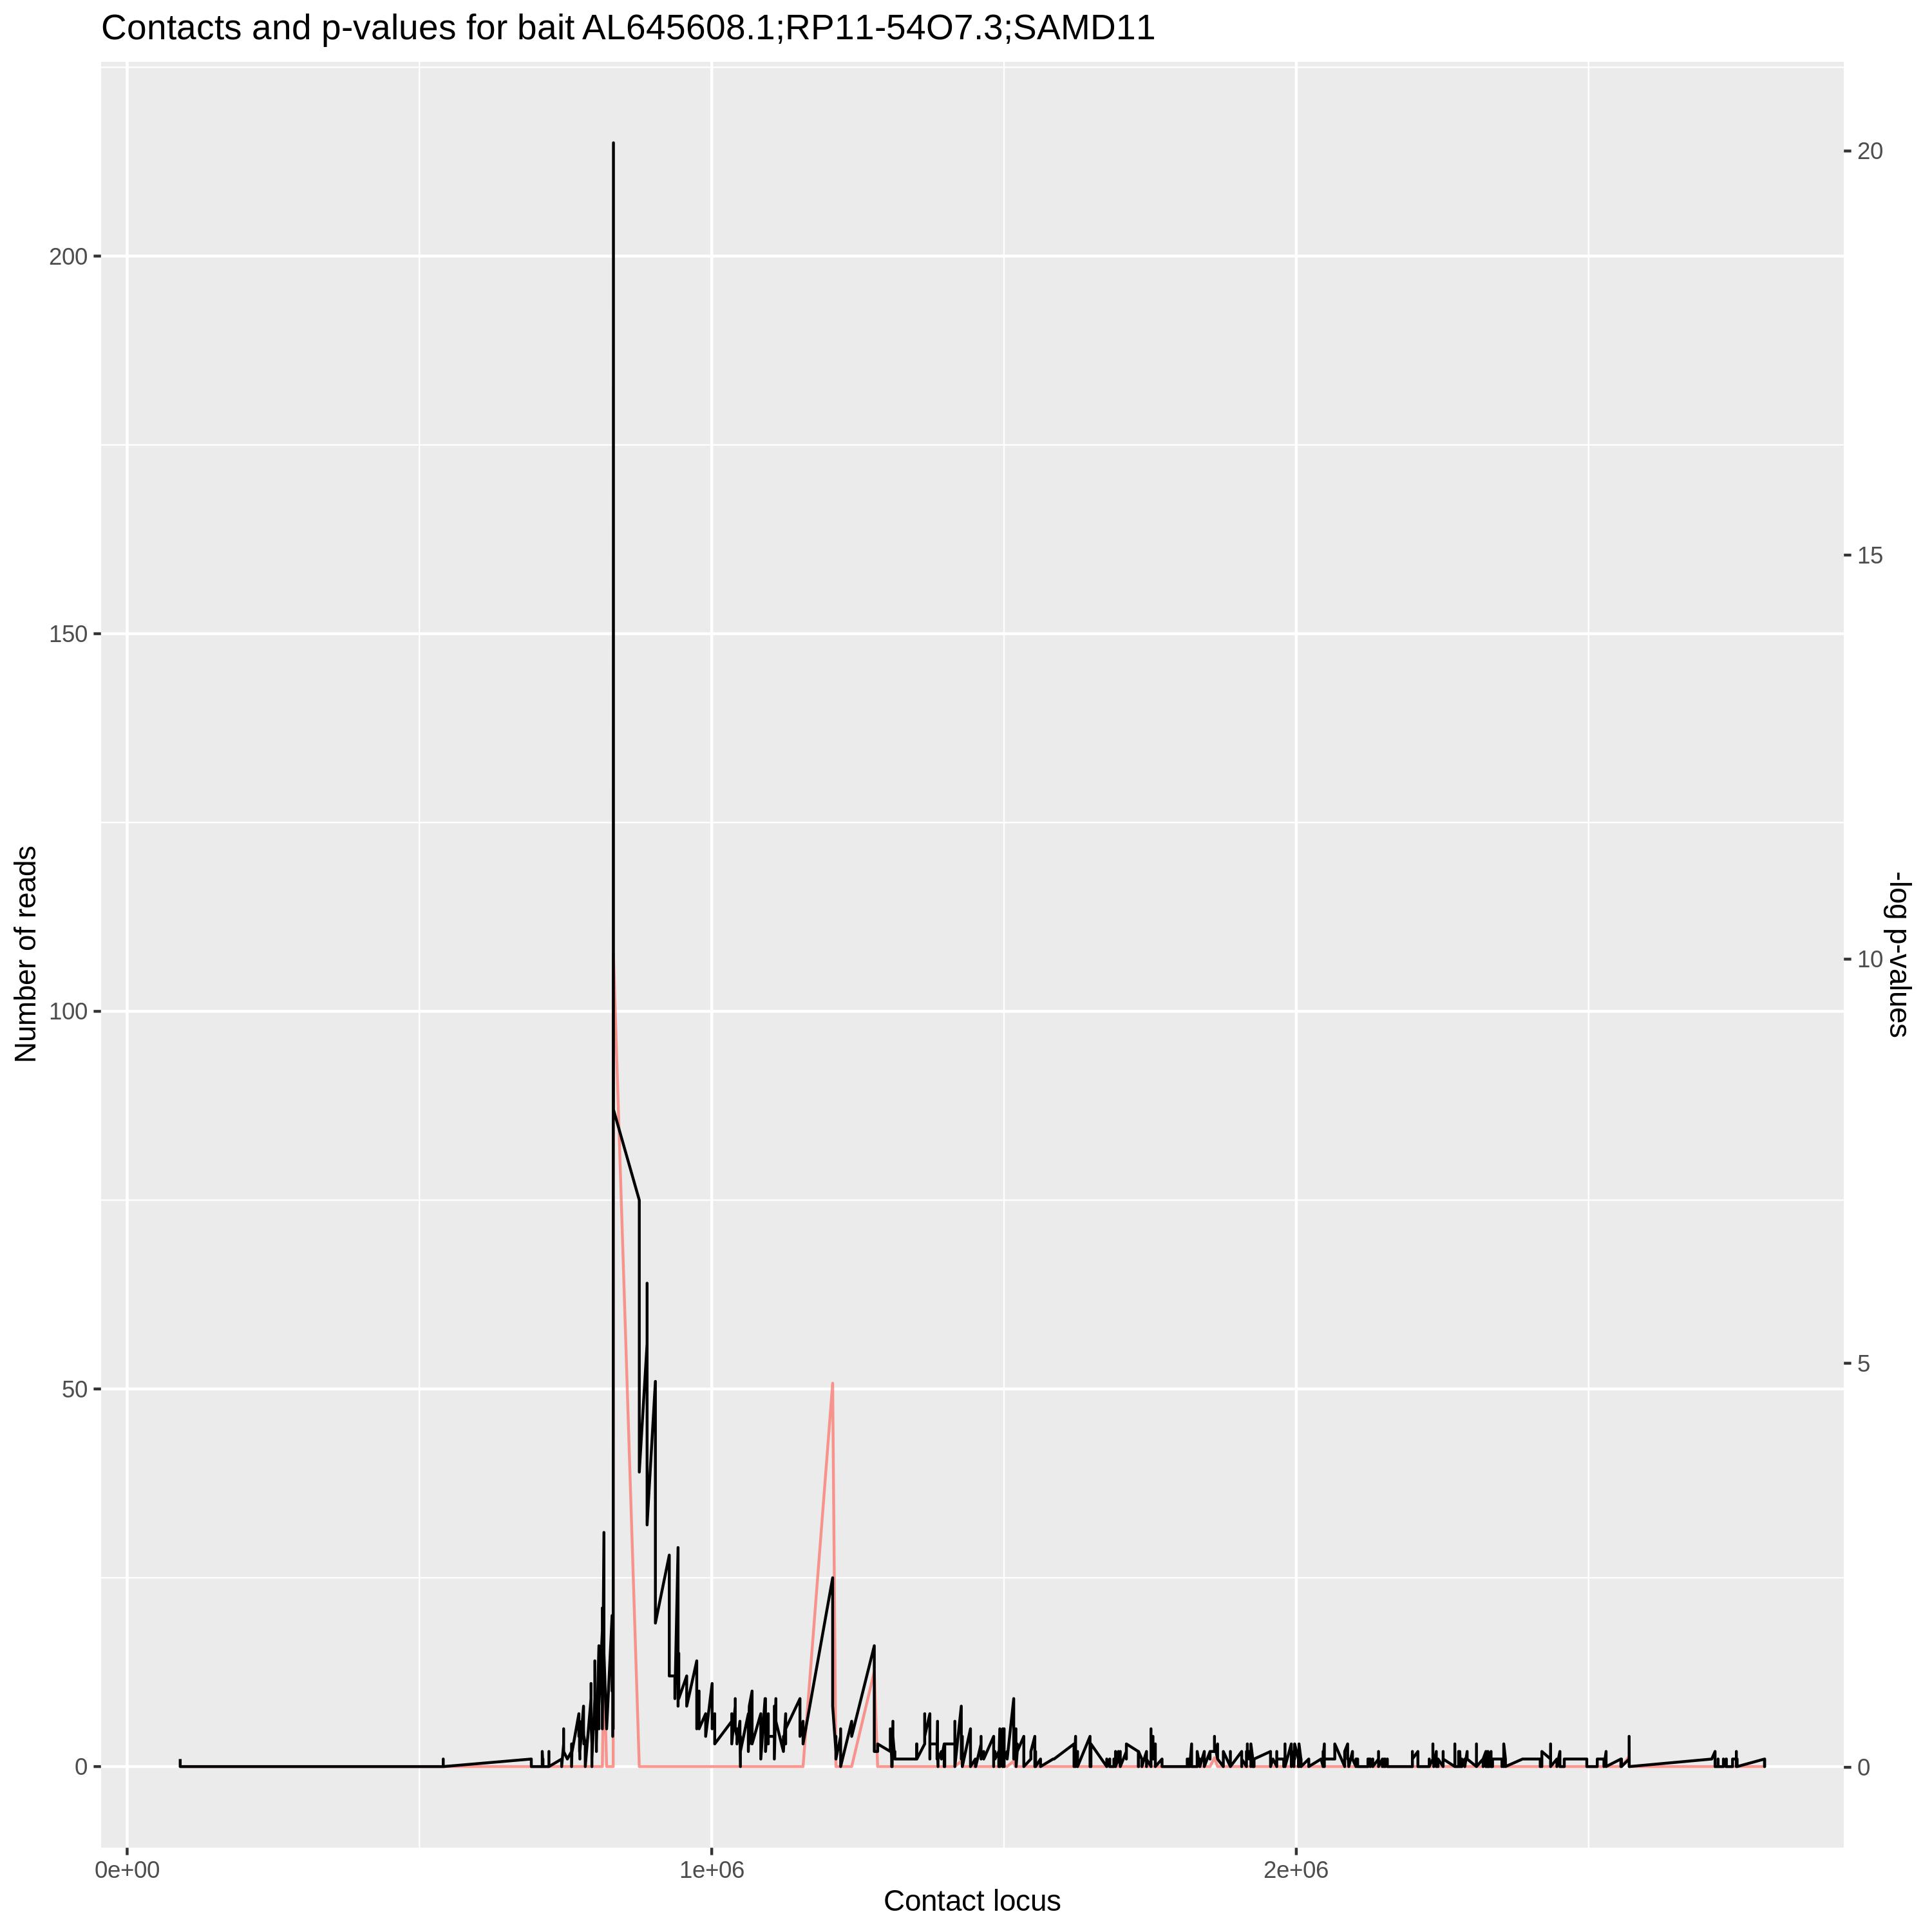 Contacts and p-values for bait AL645608.1;RP11-54O7.3;SAMD11
200
150
100
50
0
Number of reads
20
15
10
5
0
-log p-values
0e+00
1e+06
2e+06
Contact locus